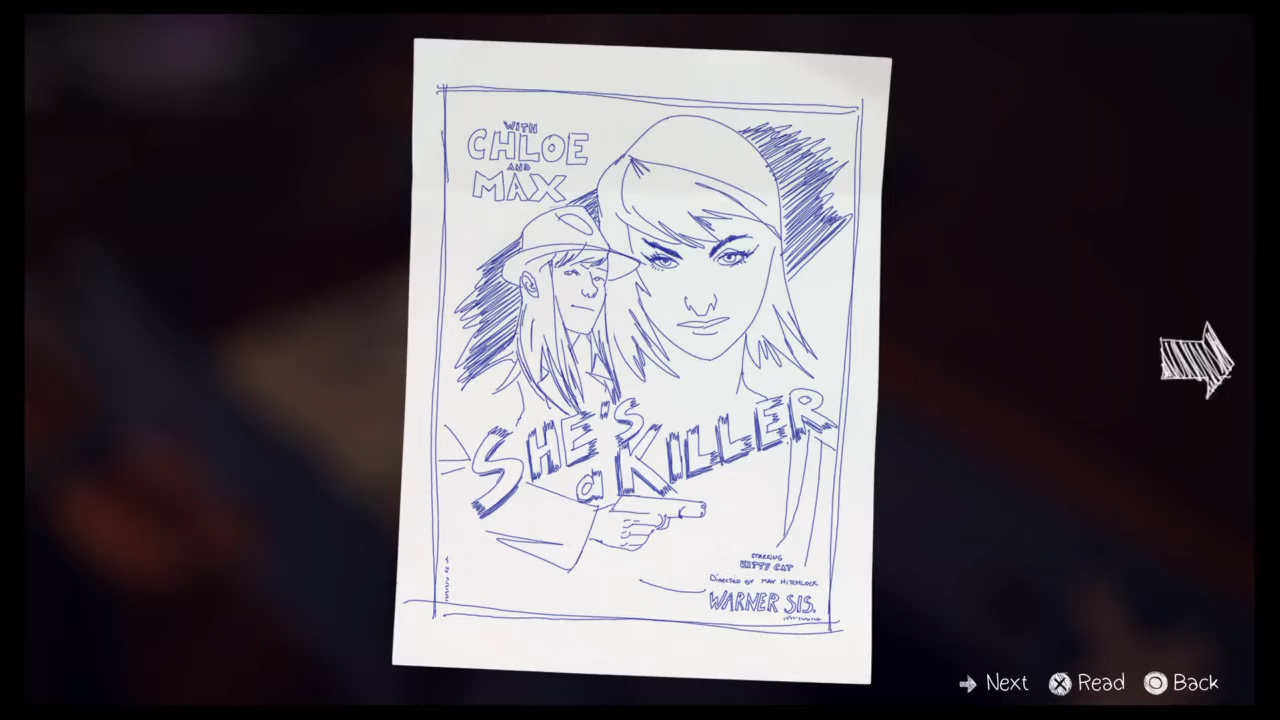 WITH
CHLOE
AND
MAX
SHE'S
a KILLER
STARRING
KITTY CAT
DIRECTED BY MAX HITCHLOCK
WARNER SIS.
Next
Read
Back